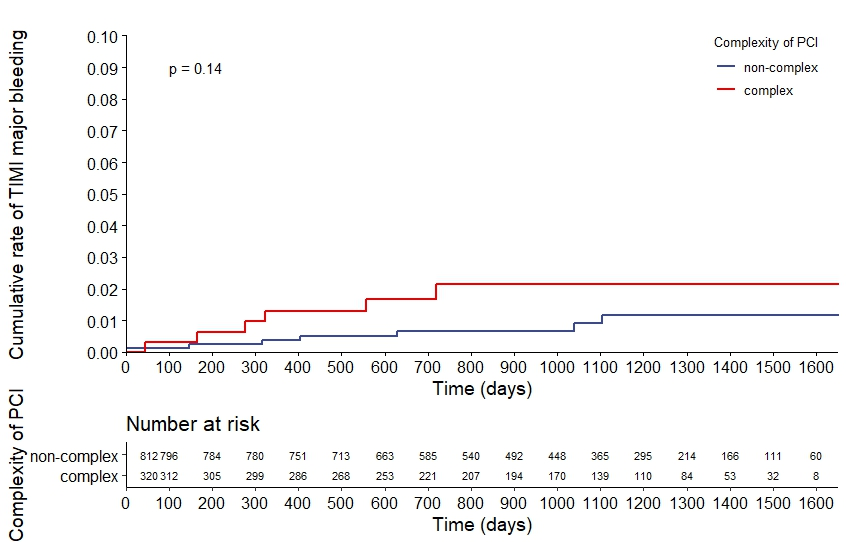 Cumulative rate of TIMI major bleeding
0.10
0.09
0.08
0.07
0.06
0.05
0.04
0.03
0.02
0.01
0.00
p = 0.14
Complexity of PCI
non-complex
complex
0 100 200 300 400 500 600 700 800 900 1000 1100 1200 1300 1400 1500 1600
Time (days)
Complexity of PCI
Number at risk
non-complex 812 796 784 780 751 713 663 585 540 492 448 365 295 214 166 111 60
complex 320 312 305 299 286 268 253 221 207 194 170 139 110 84 53 32 8
0 100 200 300 400 500 600 700 800 900 1000 1100 1200 1300 1400 1500 1600
Time (days)